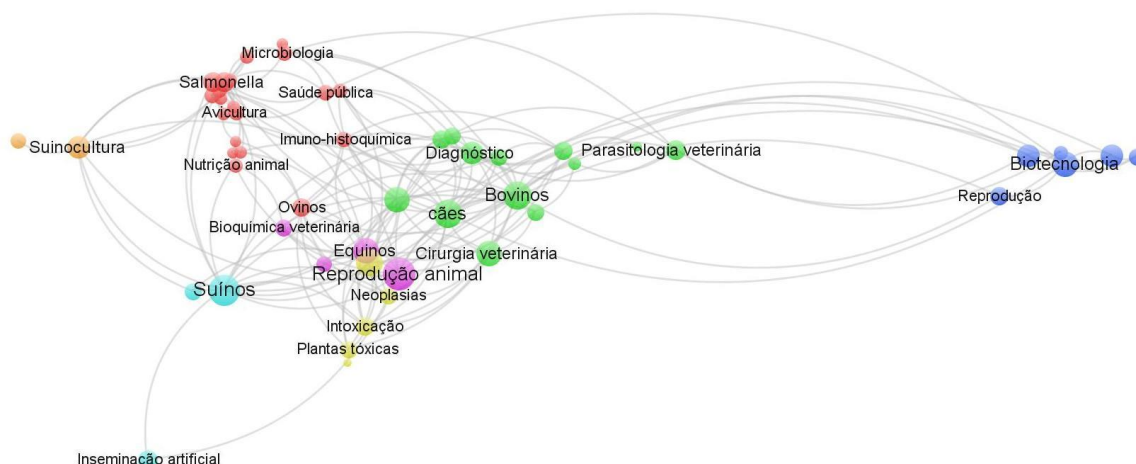 Microbiologia
Salmonella
Saúde pública
Avicultura
Imuno-histoquímica
Suinocultura
Diagnóstico
Parasitologia veterinária
Biotecnologia
Nutrição animal
Bovinos
Reprodução
Ovinos
cães
Bioquímica veterinária
Equinos
Cirurgia veterinária
Reprodução animal
Suínos
Neoplasias
Intoxicação
Plantas tóxicas
Inseminação artificial